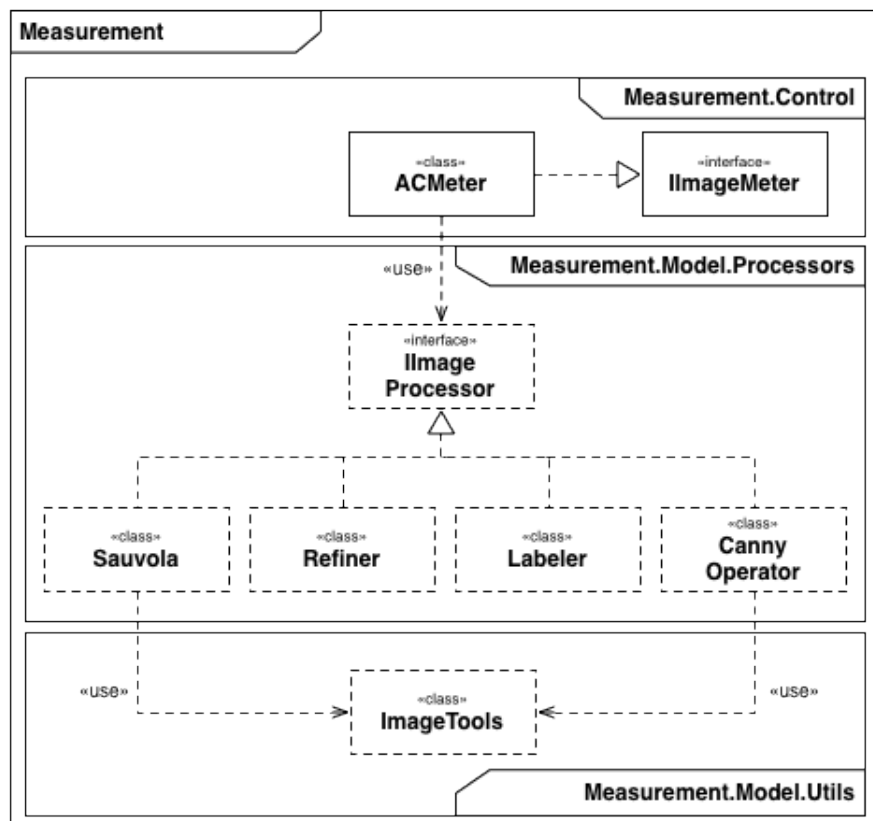 Measurement
Measurement.Control
«class»
ACMeter
«interface»
IImageMeter
«use»
Measurement.Model.Processors
«interface»
IImage
Processor
«class»
Sauvola
«class»
Refiner
«class»
Labeler
«class»
Canny
Operator
«use»
«class»
ImageTools
«use»
Measurement.Model.Utils